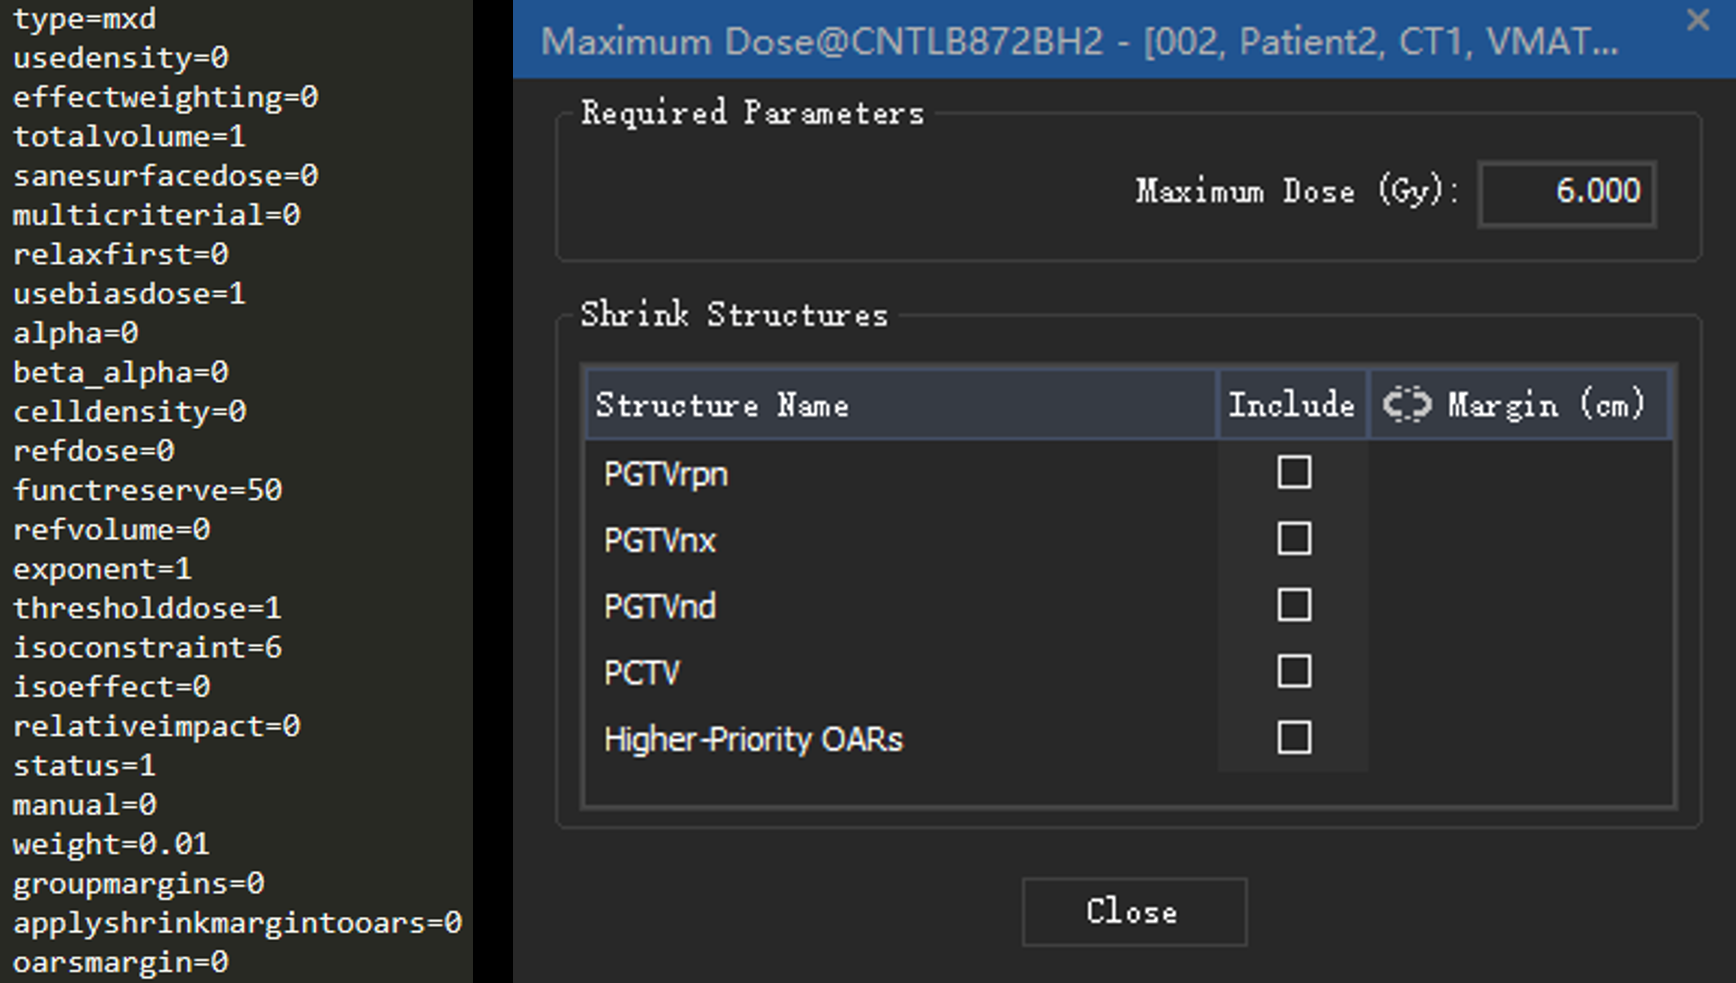 type=mxd
usedensity=0
effectweighting=0
totalvolume=1
sanesurfacedose=0
multicriterial=0
relaxfirst=0
usebiasdose=1
alpha=0
beta_alpha=0
celldensity=0
refdose=0
functreserve=50
refvolume=0
exponent=1
thresholddose=1
isoconstraint=6
isoeffect=0
relativeimpact=0
status=1
manual=0
weight=0.01
groupmargins=0
applyshrinkmargintooars=0
oarsmargin=0
Maximum Dose@CNTLB872BH2 - [002, Patient2, CT1, VMAT...
Required Parameters
Maximum Dose (Gy): 6.000
Shrink Structures
Structure Name Include Margin (cm)
PGTVrpn
PGTVnx
PGTVnd
PCTV
Higher-Priority OARs
Close